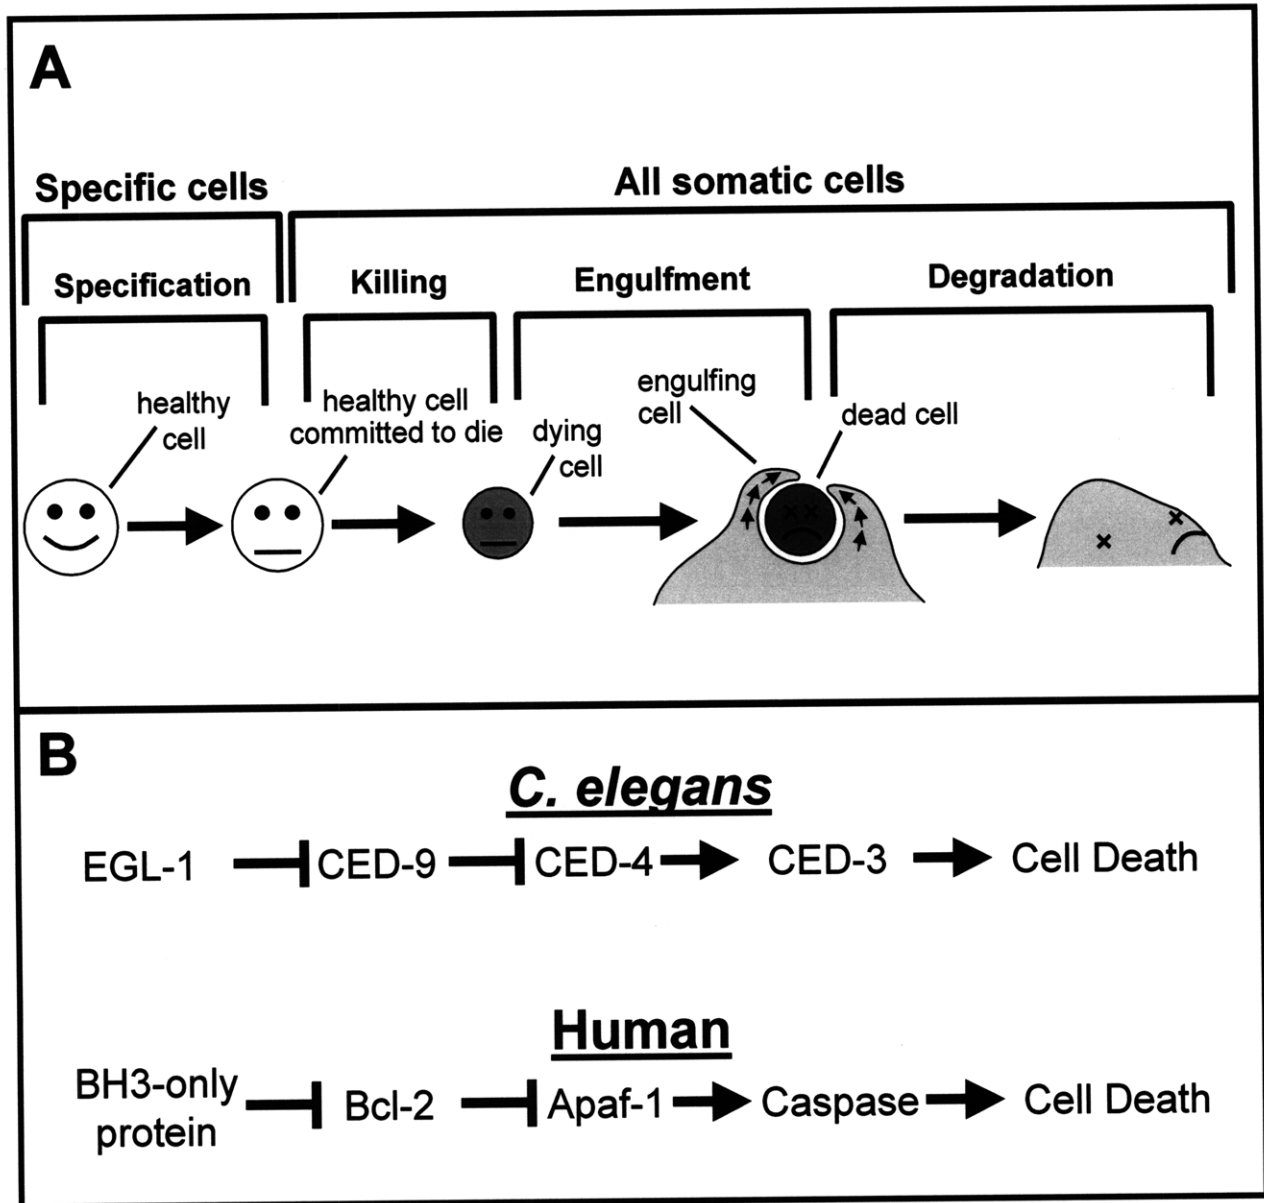 A
Specific cells
All somatic cells
Specification
Killing
Engulfment
Degradation
healthy
cell
healthy cell
committed to die
dying
cell
engulfing
cell
dead cell
B
C. elegans
EGL-1 CED-9 CED-4 CED-3 Cell Death
Human
BH3-only
protein
Bcl-2 Apaf-1 Caspase Cell Death